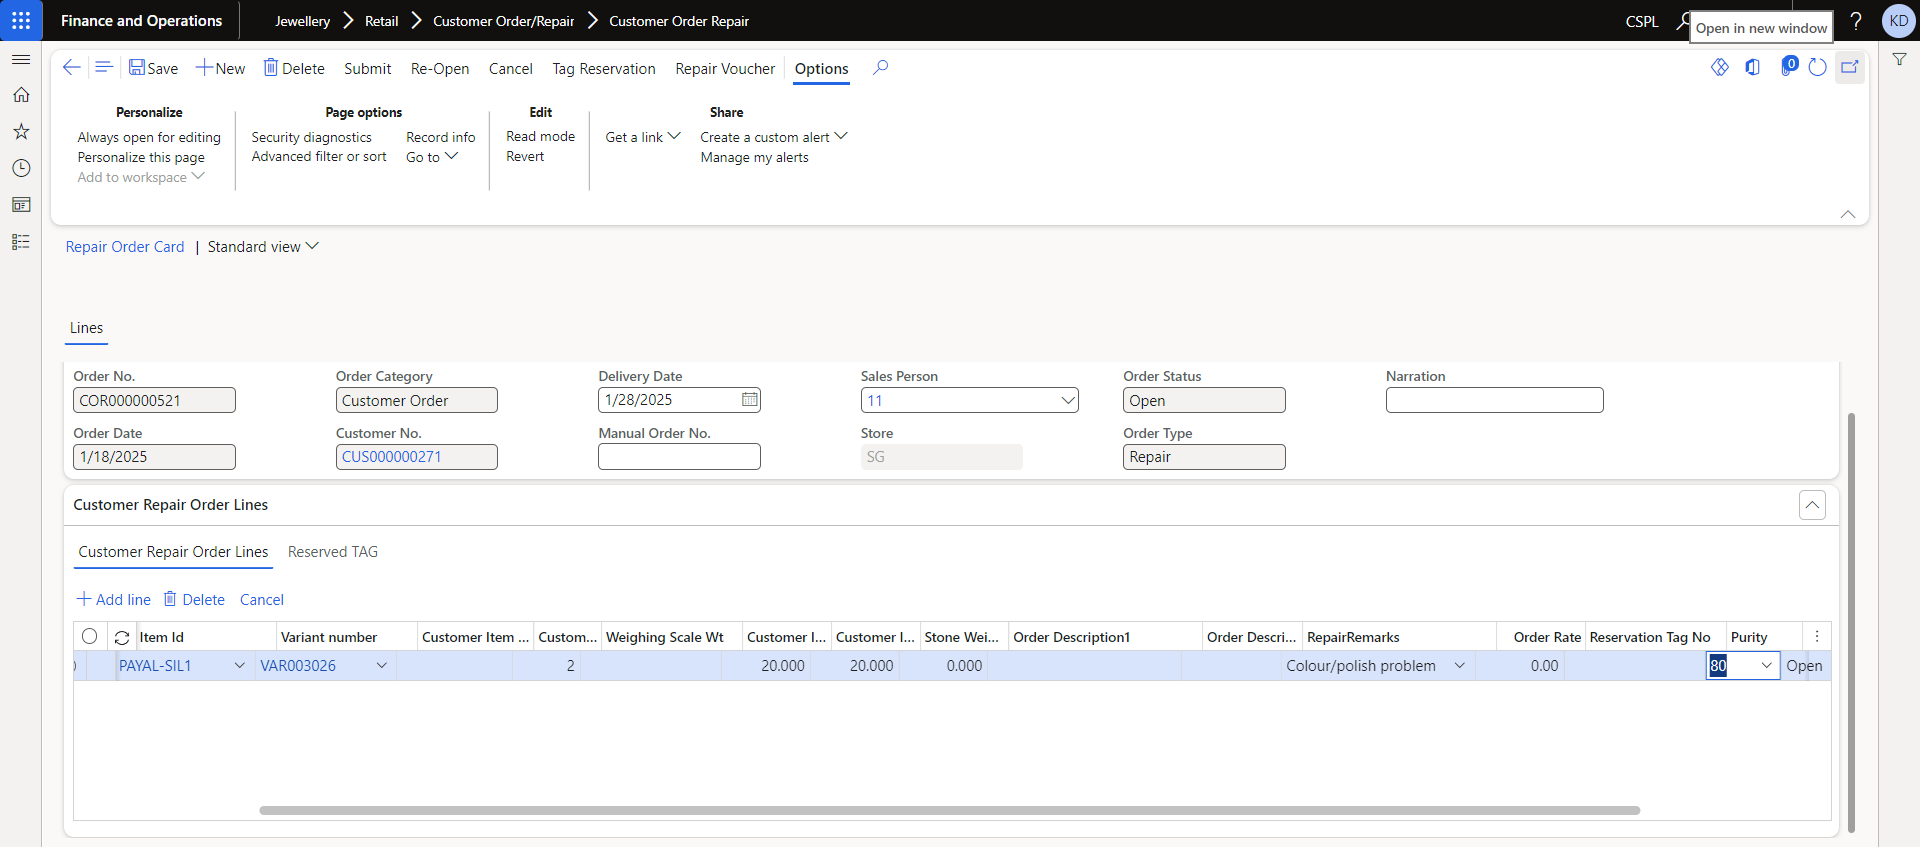 Finance and Operations
Jewellery
Retail
Customer Order/Repair
Customer Order Repair
CSPL
Open in new window
?
KD
Save
New
Delete
Submit
Re-Open
Cancel
Tag Reservation
Repair Voucher
Options
0
Personalize
Always open for editing
Personalize this page
Add to workspace
Page options
Security diagnostics
Advanced filter or sort
Record info
Go to
Edit
Read mode
Revert
Get a link
Share
Create a custom alert
Manage my alerts
Repair Order Card | Standard view
Lines
Order No.
COR000000521
Order Category
Customer Order
Delivery Date
1/28/2025
Sales Person
11
Order Status
Open
Narration
Order Date
1/18/2025
Customer No.
CUS000000271
Manual Order No.
Store
SG
Order Type
Repair
Customer Repair Order Lines
Customer Repair Order Lines
Reserved TAG
Add line
Delete
Cancel
Item Id
Variant number
Customer Item ...
Custom...
Weighing Scale Wt
Customer I...
Customer I...
Stone Wei...
Order Description1
Order Descri...
RepairRemarks
Order Rate
Reservation Tag No
Purity
PAYAL-SIL1
VAR003026
2
20.000
20.000
0.000
Colour/polish problem
0.00
80
Open